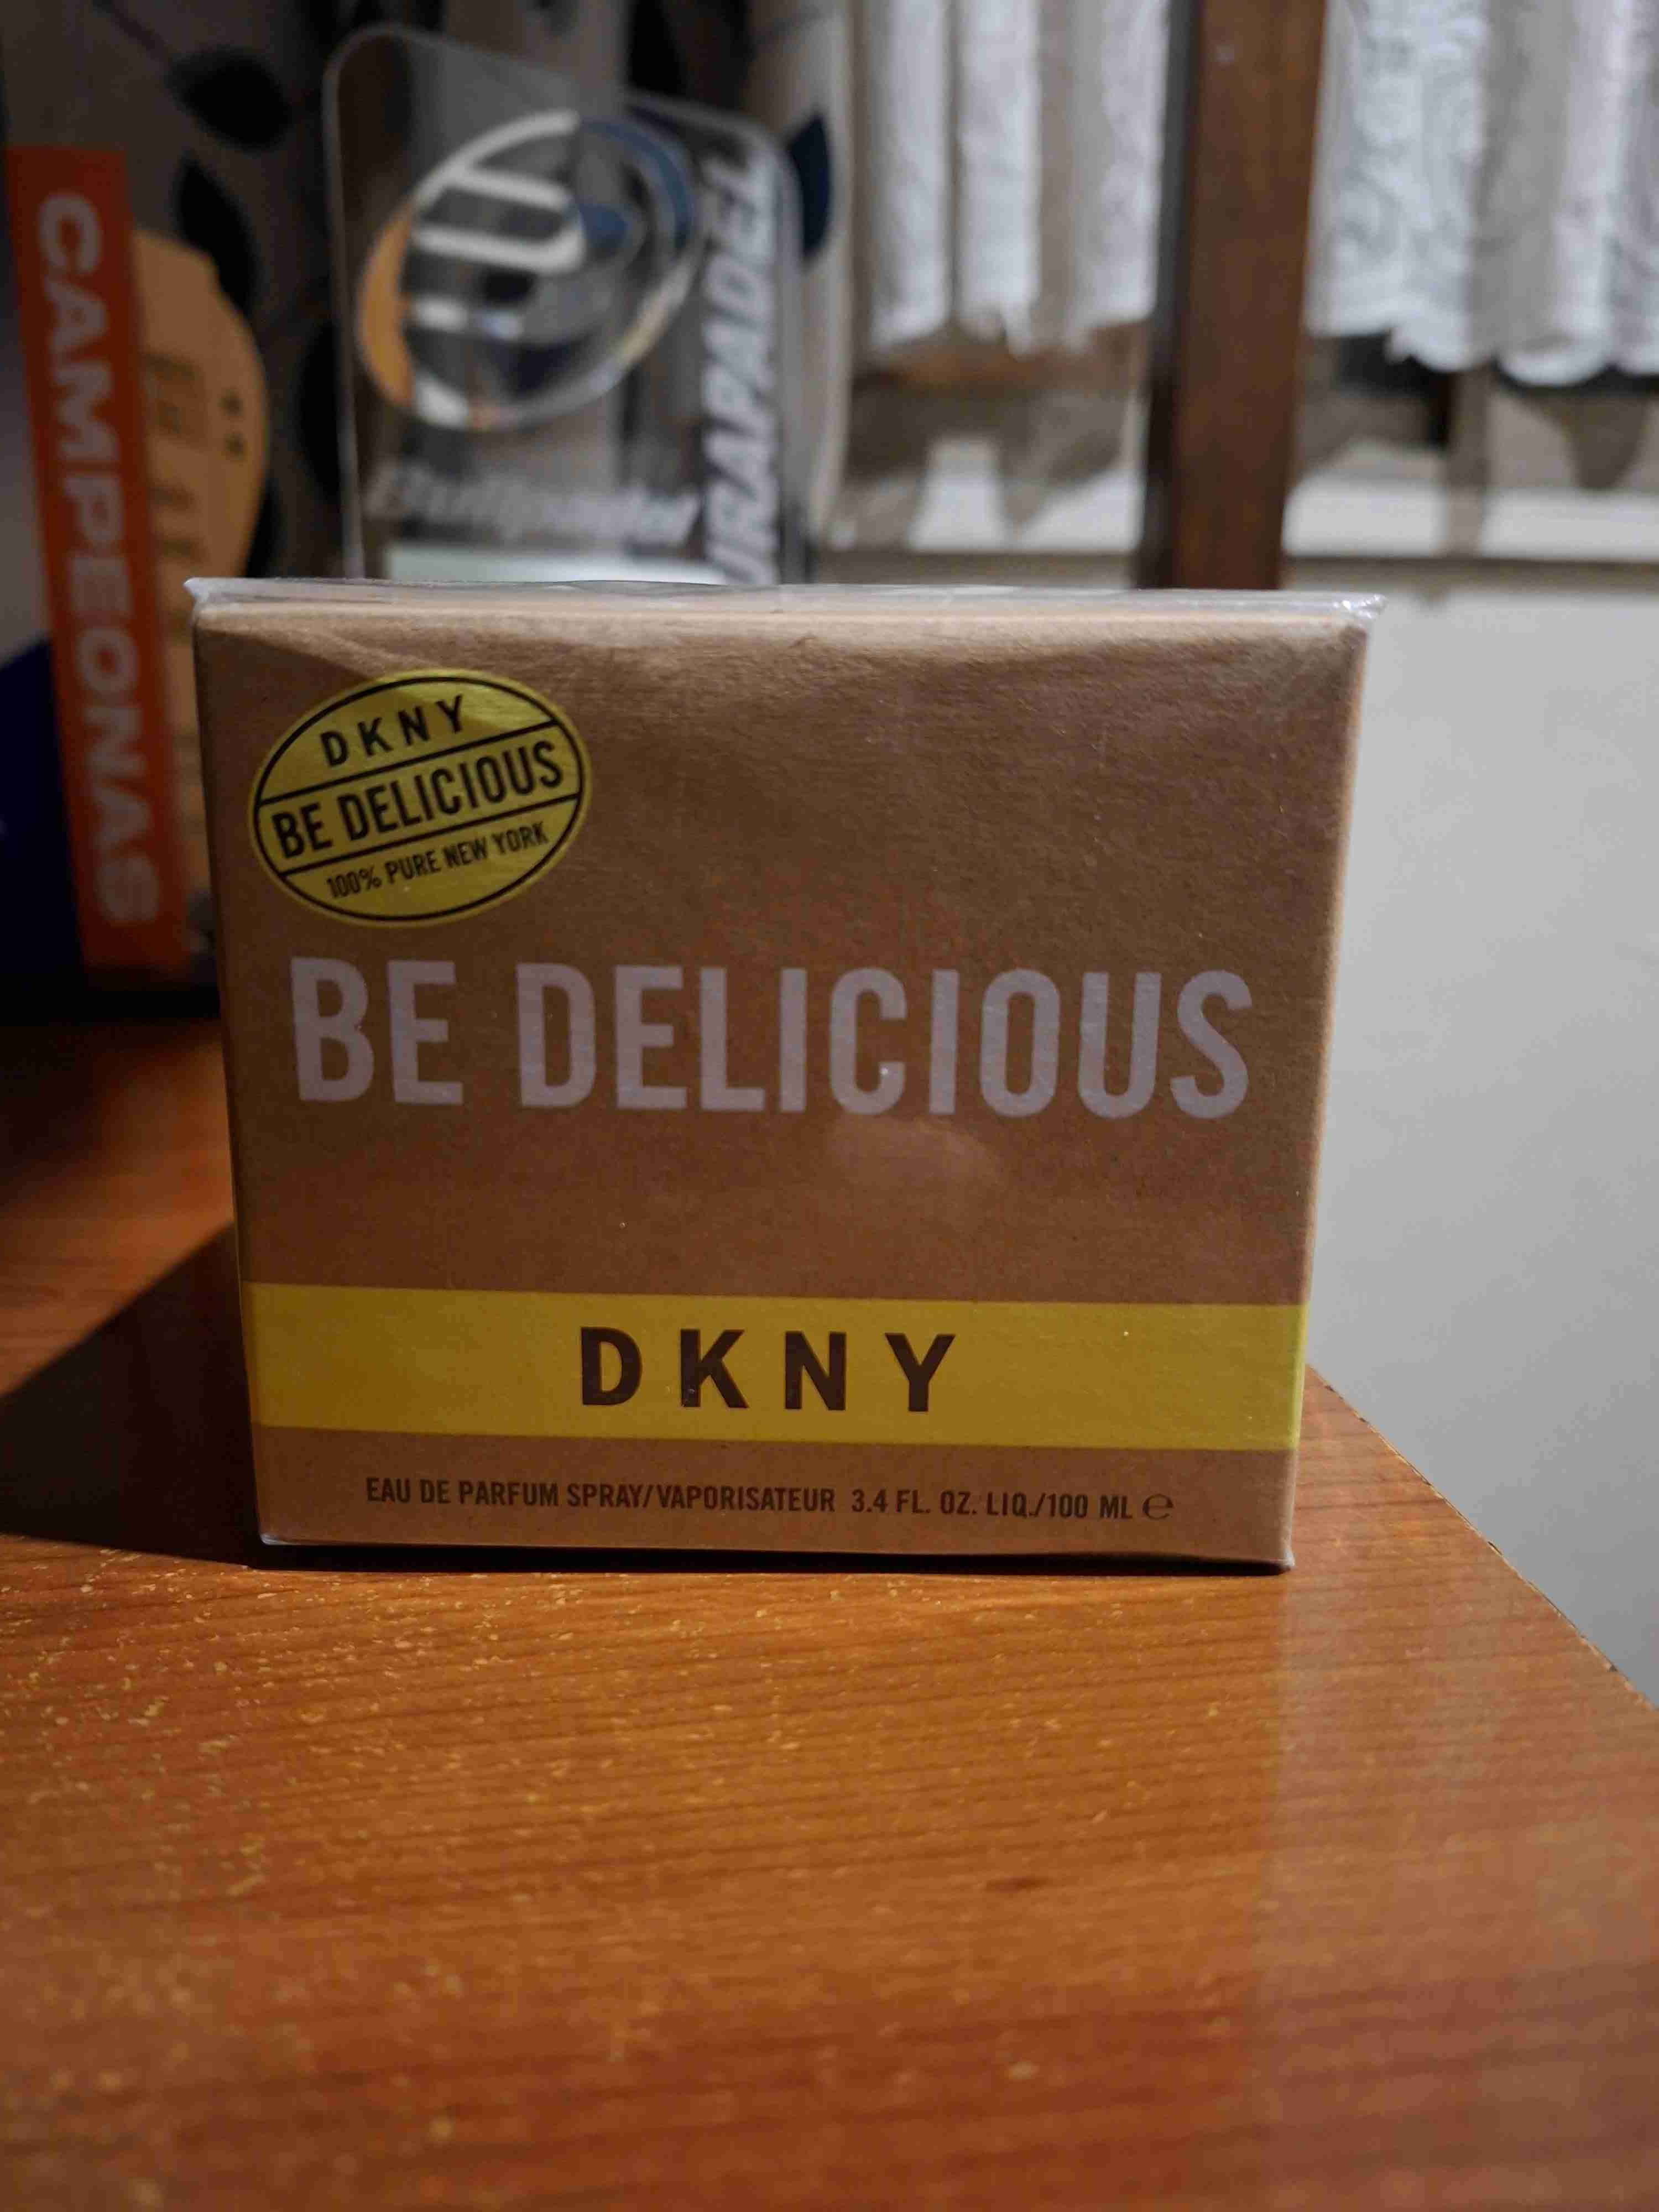 CAMPEONAS
DKNY
BE DELICIOUS
100% PURE NEW YORK
BE DELICIOUS
DKNY
EAU DE PARFUM SPRAY/VAPORISATEUR 3.4 FL. OZ. LIQ./100 ML ℮